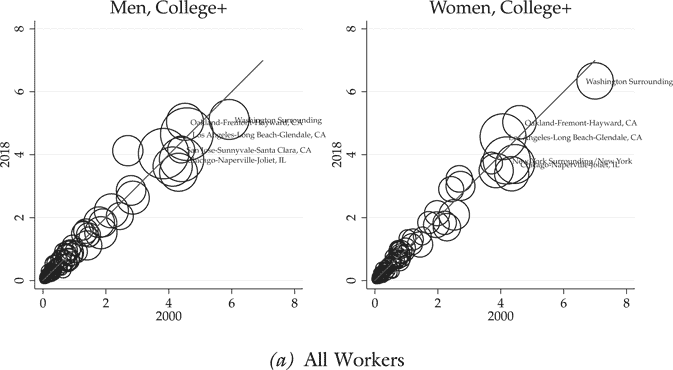 Men, College+
Women, College+
8
6
4
2
0
2018
Washington Surrounding
Oakland-Fremont-Hayward, CA
Los Angeles-Long Beach-Glendale, CA
San Jose-Sunnyvale-Santa Clara, CA
Chicago-Naperville-Joliet, IL
0 2 4 6 8
2000
8
6
4
2
0
2018
Washington Surrounding
Oakland-Fremont-Hayward, CA
Los Angeles-Long Beach-Glendale, CA
New York Surrounding/New York
Chicago-Naperville-Joliet, IL
0 2 4 6 8
2000
(a) All Workers